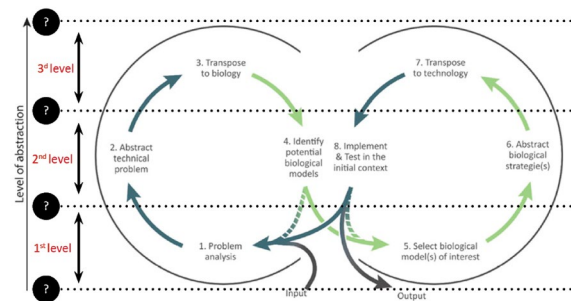 ?
3ᵈ level
3. Transpose
to biology
7. Transpose
to technology
?
Level of abstraction
2ⁿᵈ level
2. Abstract
technical
problem
4. Identify
potential
biological
models
8. Implement
& Test in the
initial context
6. Abstract
biological
strategie(s)
?
1ˢᵗ level
1. Problem
analysis
5. Select biological
model(s) of interest
?
Input
Output